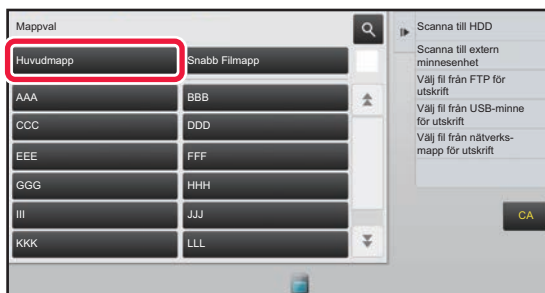 Mappval
Huvudmapp
Snabb Filmapp
AAA
BBB
CCC
DDD
EEE
FFF
GGG
HHH
III
JJJ
KKK
LLL
Scanna till HDD
Scanna till extern
minnesenhet
Välj fil från FTP för
utskrift
Välj fil från USB-minne
för utskrift
Välj fil från nätverks-
mapp för utskrift
CA